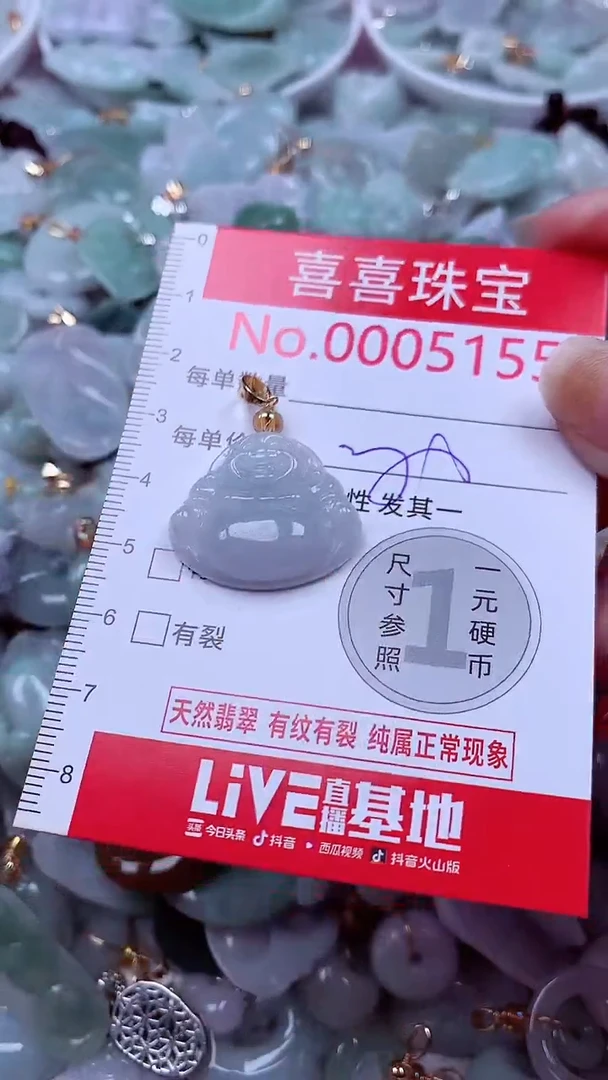 0
喜喜珠宝
1
No.000515
2
每单数量
3
每单价
4
性 发其一
5
尺寸参照
1
一元硬币
6
有裂
7
天然翡翠 有纹有裂 纯属正常现象
8
LiVE直播基地
头条 今日头条 抖音 西瓜视频 抖音火山版